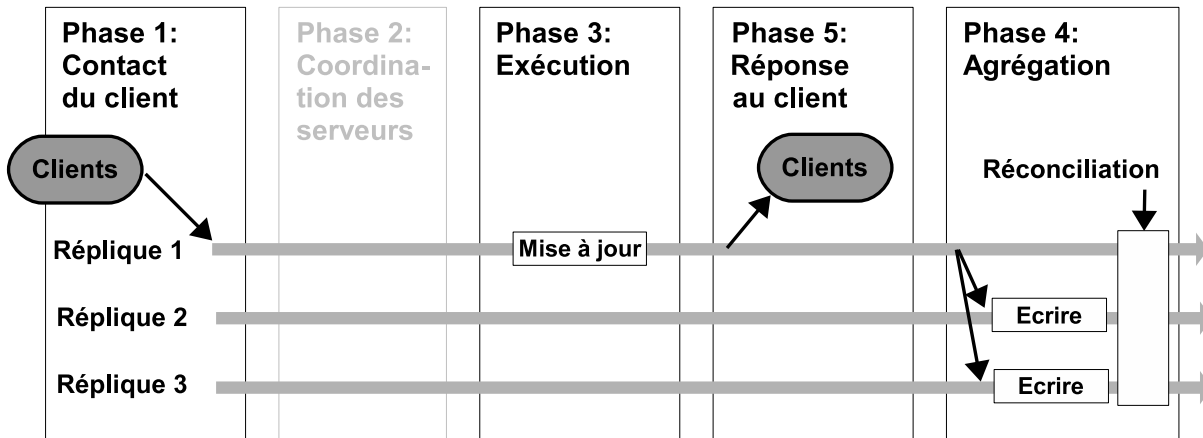 Phase 1:
Contact
du client
Phase 2:
Coordina-
tion des
serveurs
Phase 3:
Exécution
Phase 5:
Réponse
au client
Phase 4:
Agrégation
Clients
Clients
Réconciliation
Réplique 1
Mise à jour
Réplique 2
Ecrire
Réplique 3
Ecrire